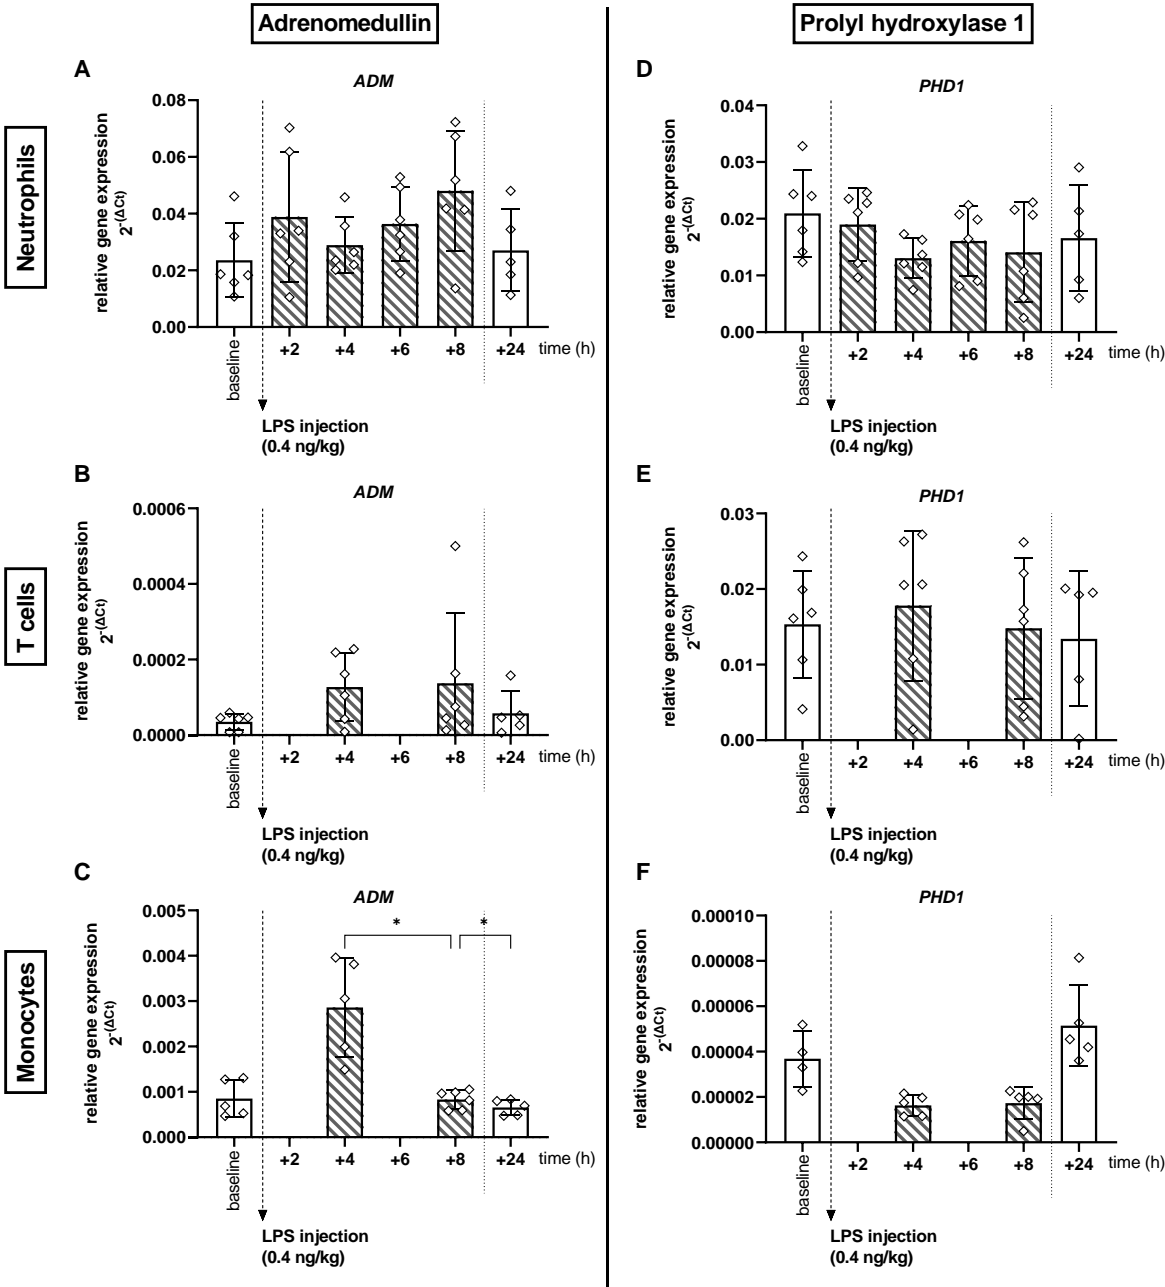 Adrenomedullin
Prolyl hydroxylase 1
Neutrophils
A
ADM
relative gene expression
2-(ΔCt)
0.08
0.06
0.04
0.02
0.00
baseline
+2
+4
+6
+8
+24
time (h)
LPS injection
(0.4 ng/kg)
D
PHD1
relative gene expression
2-(ΔCt)
0.04
0.03
0.02
0.01
0.00
baseline
+2
+4
+6
+8
+24
time (h)
LPS injection
(0.4 ng/kg)
T cells
B
ADM
relative gene expression
2-(ΔCt)
0.0006
0.0004
0.0002
0.0000
baseline
+2
+4
+6
+8
+24
time (h)
LPS injection
(0.4 ng/kg)
E
PHD1
relative gene expression
2-(ΔCt)
0.03
0.02
0.01
0.00
baseline
+2
+4
+6
+8
+24
time (h)
LPS injection
(0.4 ng/kg)
Monocytes
C
ADM
relative gene expression
2-(ΔCt)
0.005
0.004
0.003
0.002
0.001
0.000
*
*
baseline
+2
+4
+6
+8
+24
time (h)
LPS injection
(0.4 ng/kg)
F
PHD1
relative gene expression
2-(ΔCt)
0.00010
0.00008
0.00006
0.00004
0.00002
0.00000
baseline
+2
+4
+6
+8
+24
time (h)
LPS injection
(0.4 ng/kg)